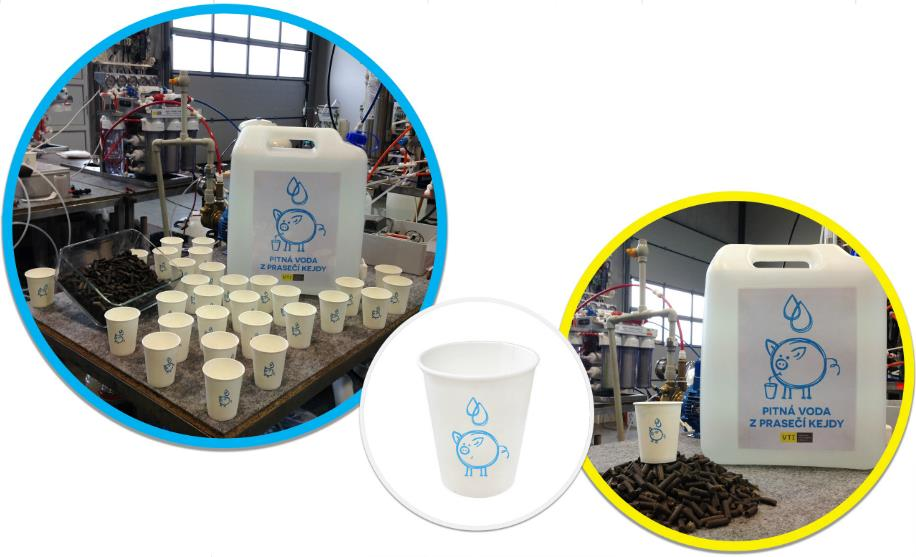 PITNÁ VODA
Z PRASEČÍ KEJDY
VTI
PITNÁ VODA
Z PRASEČÍ KEJDY
VTI